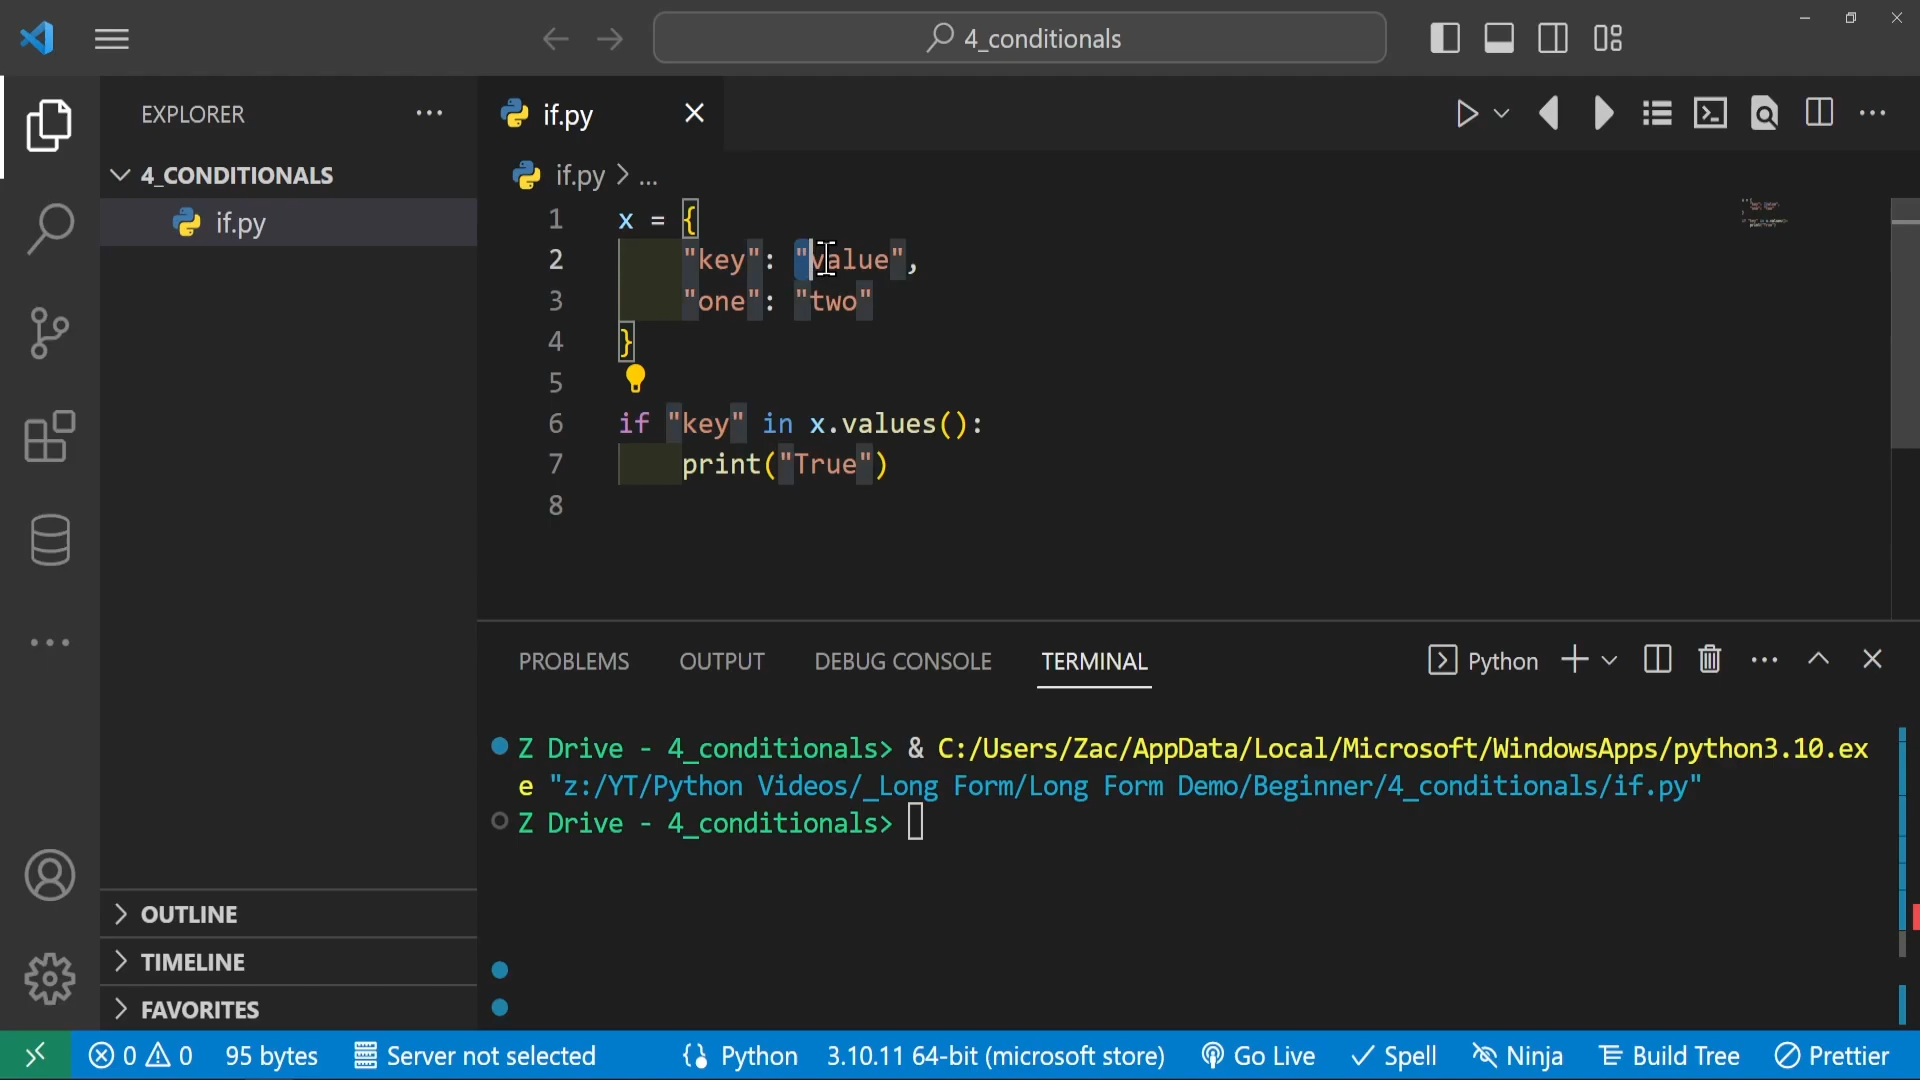 4_conditionals
EXPLORER
4_CONDITIONALS
if.py
if.py
if.py > ...
1 x = {
2 "key": "value",
3 "one": "two"
4 }
5
6 if "key" in x.values():
7 print("True")
8
PROBLEMS OUTPUT DEBUG CONSOLE TERMINAL Python
Z Drive - 4_conditionals> & C:/Users/Zac/AppData/Local/Microsoft/WindowsApps/python3.10.ex
e "z:/YT/Python Videos/_Long Form/Long Form Demo/Beginner/4_conditionals/if.py"
Z Drive - 4_conditionals>
OUTLINE
TIMELINE
FAVORITES
0 0 95 bytes Server not selected Python 3.10.11 64-bit (microsoft store) Go Live Spell Ninja Build Tree Prettier